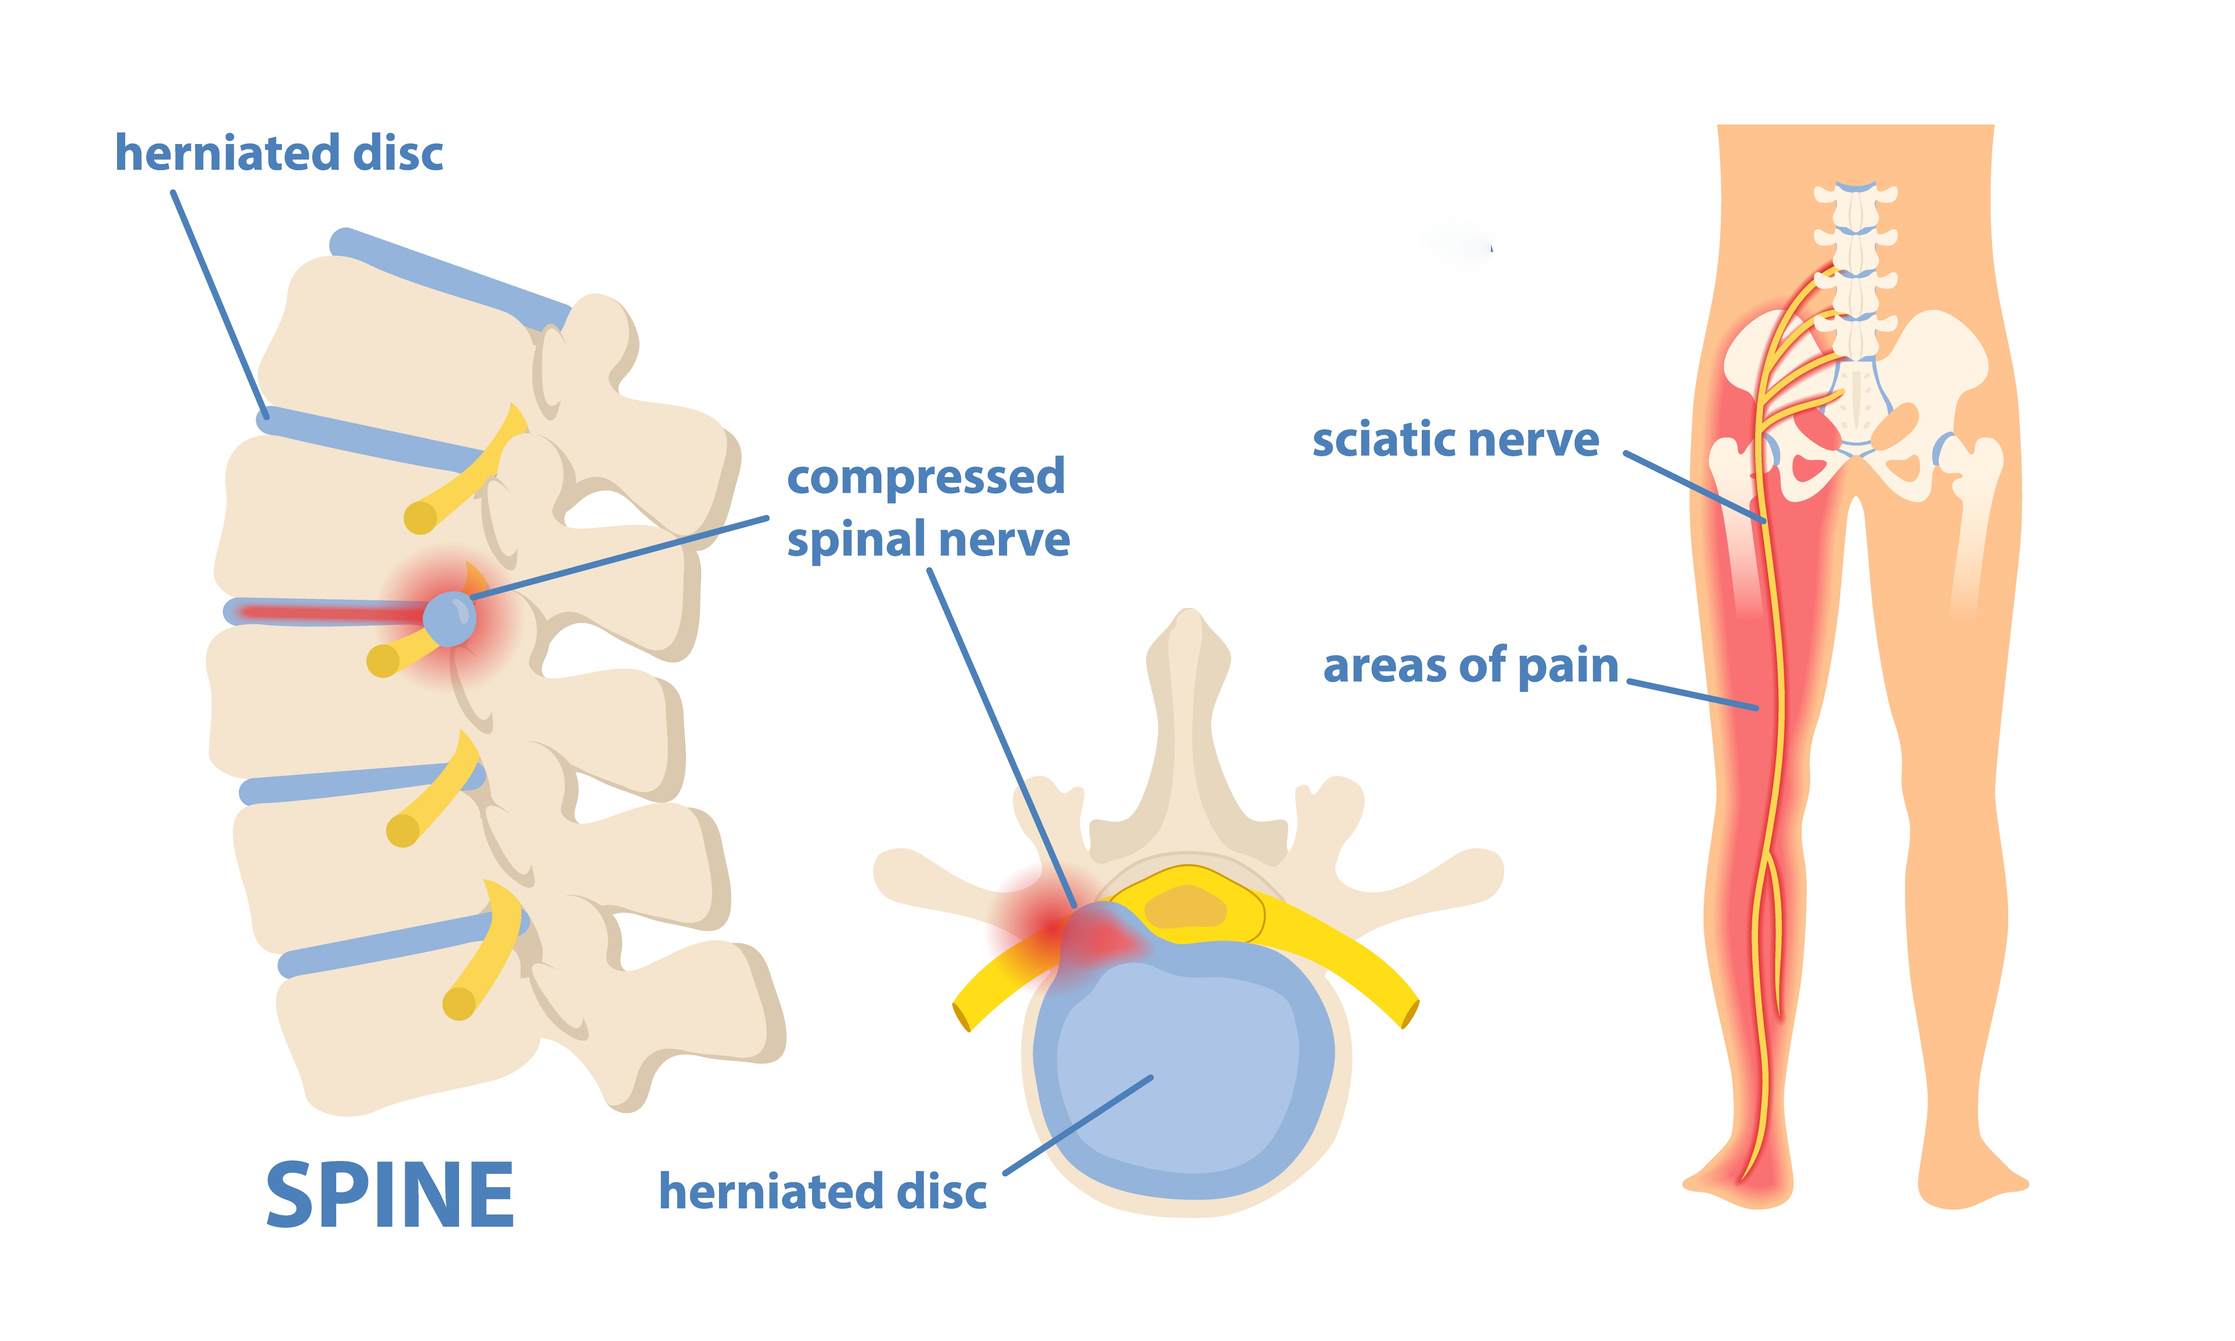 herniated disc
compressed
spinal nerve
sciatic nerve
areas of pain
SPINE
herniated disc